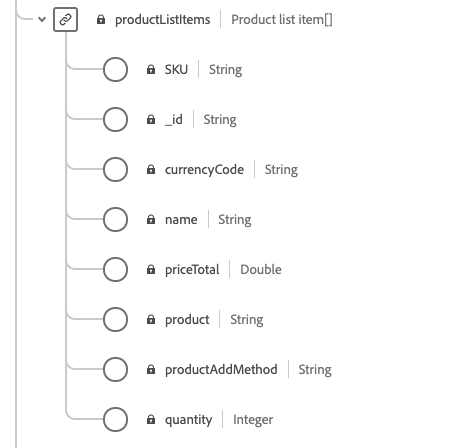 productListItems Product list item[]
SKU String
_id String
currencyCode String
name String
priceTotal Double
product String
productAddMethod String
quantity Integer